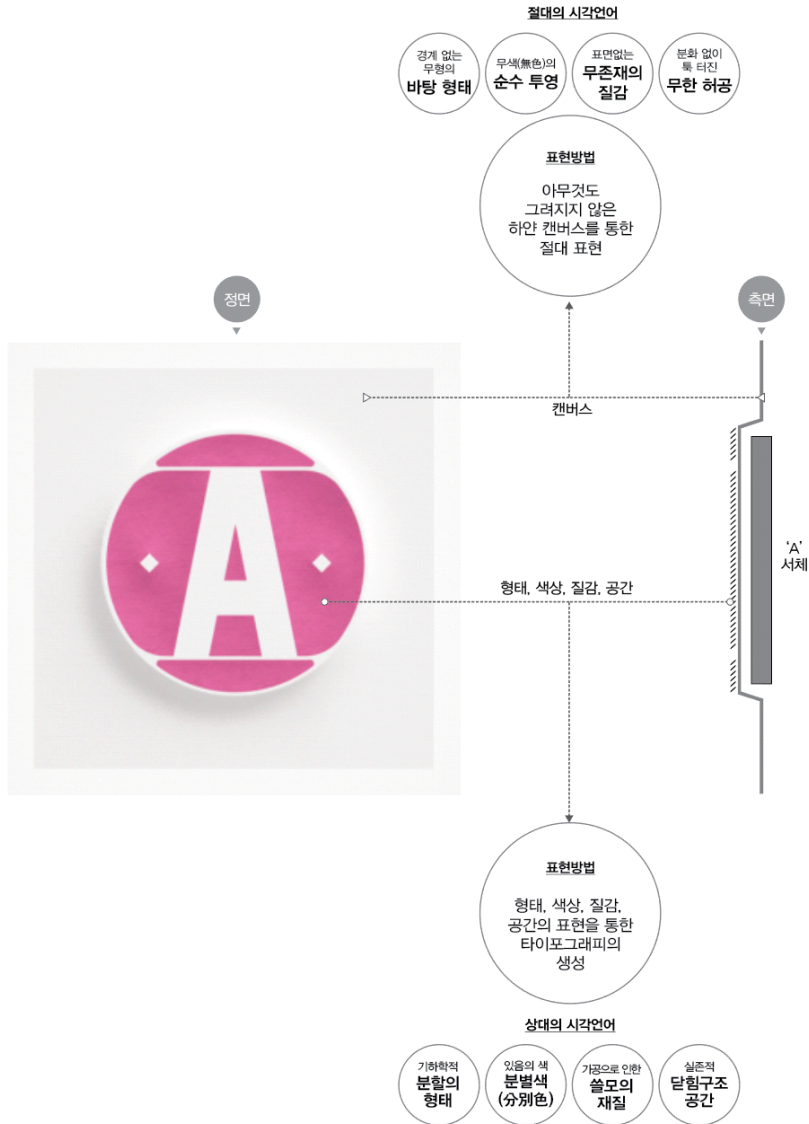 절대의 시각언어
경계 없는
무형의
바탕 형태
무색(無色)의
순수 투영
표면없는
무존재의
질감
분화 없이
툭 터진
무한 허공
표현방법
아무것도
그려지지 않은
하얀 캔버스를 통한
절대 표현
정면
측면
캔버스
A
'A'
서체
형태, 색상, 질감, 공간
표현방법
형태, 색상, 질감,
공간의 표현을 통한
타이포그래피의
생성
상대의 시각언어
기하학적
분할의
형태
있음의 색
분별색
(分別色)
가공으로 인한
쓸모의
재질
실존적
닫힘구조
공간